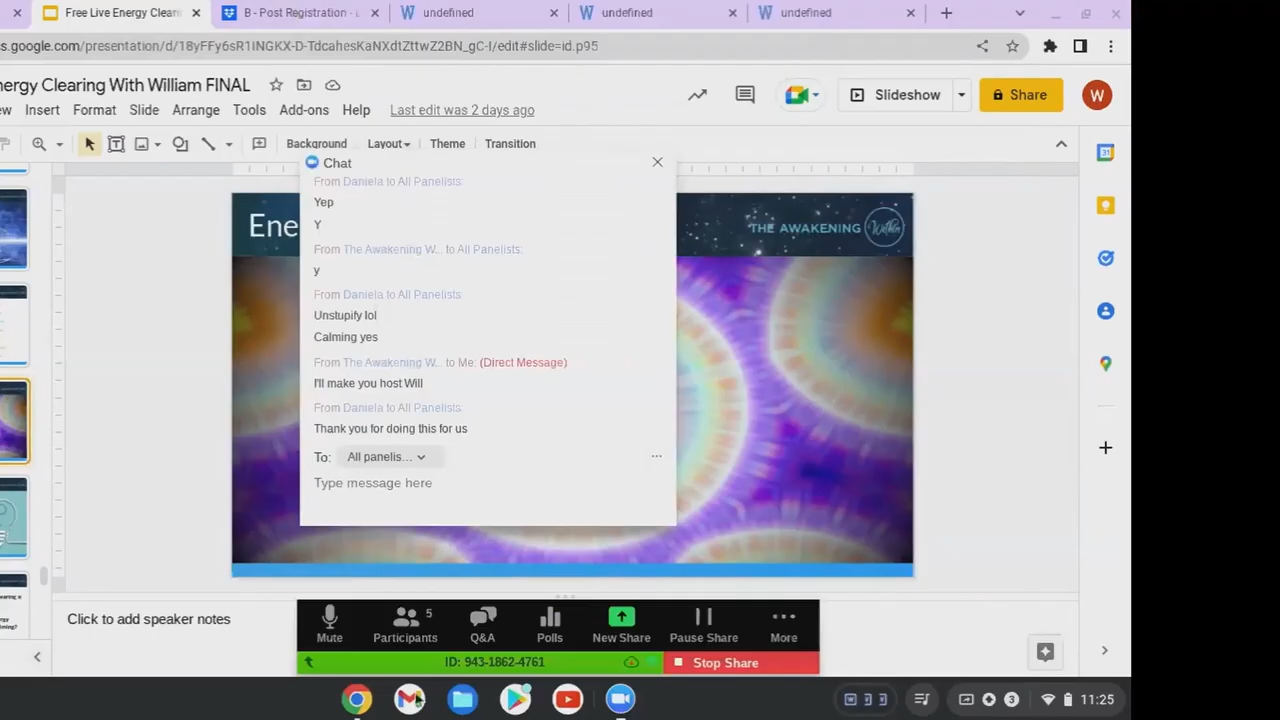 Free Live Energy Clearin
B - Post Registration -
undefined
undefined
undefined
s.google.com/presentation/d/18yFFy6sR1INGKX-D-TdcahesKaNXdtZttwZ2BN_gC-I/edit#slide=id.p95
nergy Clearing With William FINAL
Slideshow
Share
W
ew Insert Format Slide Arrange Tools Add-ons Help Last edit was 2 days ago
Background Layout Theme Transition
Chat
From Daniela to All Panelists:
Yep
Y
From The Awakening W... to All Panelists:
y
From Daniela to All Panelists
Unstupify lol
Calming yes
From The Awakening W... to Me: (Direct Message)
I'll make you host Will
From Daniela to All Panelists:
Thank you for doing this for us
To: All panelis...
Type message here
Ene
THE AWAKENING Within
Click to add speaker notes
5
Mute Participants Q&A Polls New Share Pause Share More
ID: 943-1862-4761
Stop Share
3
11:25